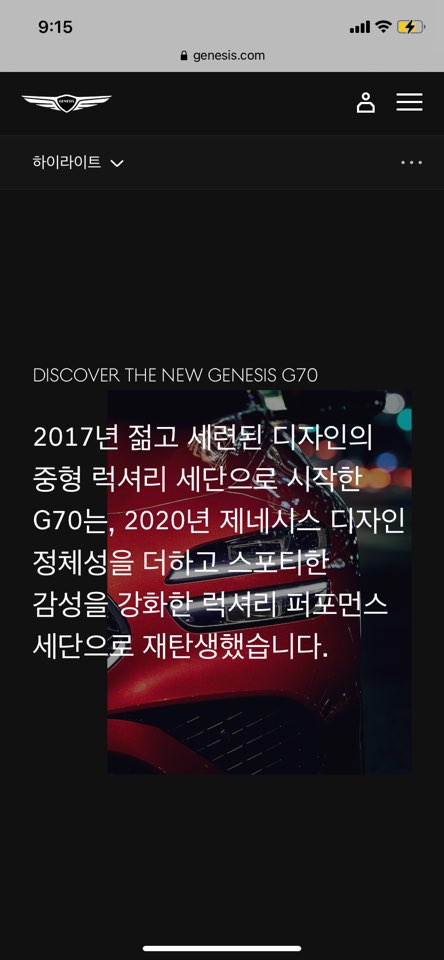 9:15
genesis.com
GENESIS
하이라이트
DISCOVER THE NEW GENESIS G70
2017년 젊고 세련된 디자인의
중형 럭셔리 세단으로 시작한
G70는, 2020년 제네시스 디자인
정체성을 더하고 스포티한
감성을 강화한 럭셔리 퍼포먼스
세단으로 재탄생했습니다.